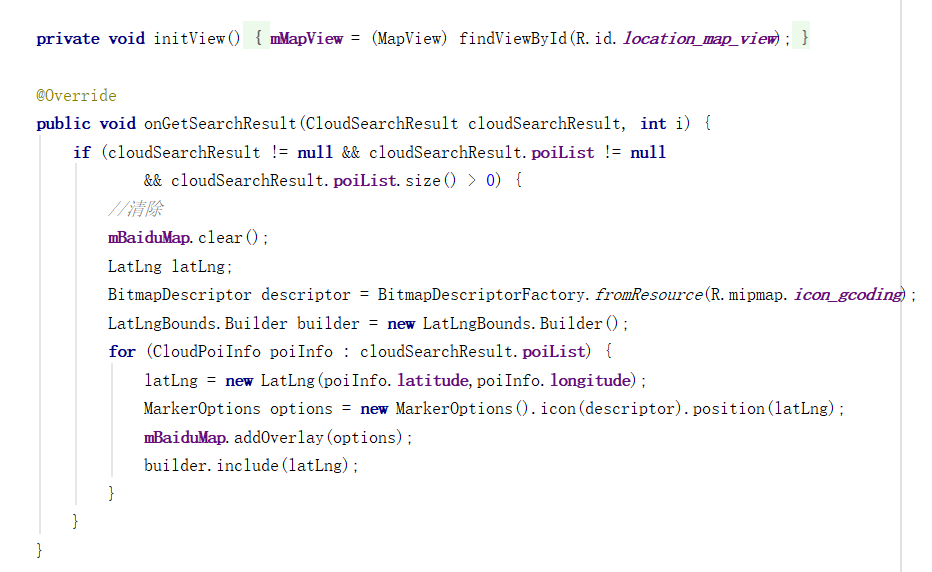 private void initView() { mMapView = (MapView) findViewById(R.id.location_map_view); }
@Override
public void onGetSearchResult(CloudSearchResult cloudSearchResult, int i) {
if (cloudSearchResult != null && cloudSearchResult.poiList != null
&& cloudSearchResult.poiList.size() > 0) {
//清除
mBaiduMap.clear();
LatLng latLng;
BitmapDescriptor descriptor = BitmapDescriptorFactory.fromResource(R.mipmap.icon_gcoding);
LatLngBounds.Builder builder = new LatLngBounds.Builder();
for (CloudPoiInfo poiInfo : cloudSearchResult.poiList) {
latLng = new LatLng(poiInfo.latitude,poiInfo.longitude);
MarkerOptions options = new MarkerOptions().icon(descriptor).position(latLng);
mBaiduMap.addOverlay(options);
builder.include(latLng);
}
}
}